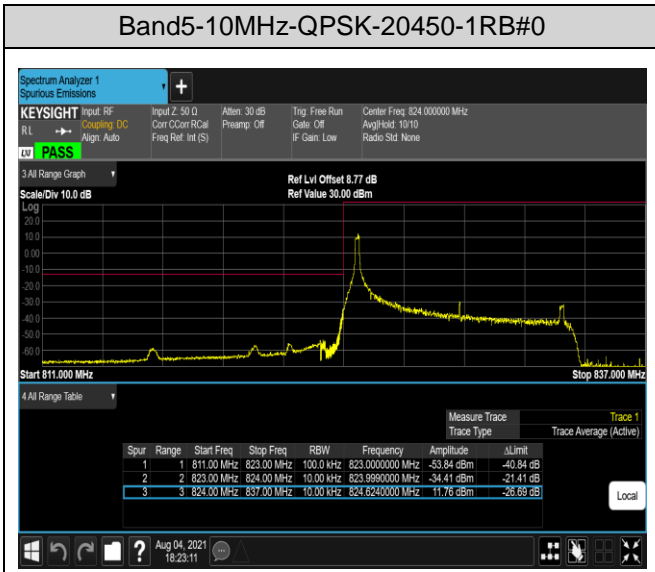 Band5-10MHz-QPSK-20450-1RB#0
Spectrum Analyzer 1
Spurious Emissions
+
KEYSIGHT Input: RF Input Z: 50 Ω Atten: 30 dB Trig: Free Run Center Freq: 824.000000 MHz
RL Coupling: DC Corr CCorr RCal Preamp: Off Gate: Off Avg|Hold: 10/10
Align: Auto Freq Ref: Int (S) IF Gain: Low Radio Std: None
LXI PASS
3 All Range Graph
Ref Lvl Offset 8.77 dB
Scale/Div 10.0 dB Ref Value 30.00 dBm
Log
20.0
10.0
0.00
-10.0
-20.0
-30.0
-40.0
-50.0
-60.0
Start 811.000 MHz Stop 837.000 MHz
4 All Range Table
Measure Trace Trace 1
Trace Type Trace Average (Active)
Spur Range Start Freq Stop Freq RBW Frequency Amplitude ΔLimit
1 1 811.00 MHz 823.00 MHz 100.0 kHz 823.0000000 MHz -53.84 dBm -40.84 dB
2 2 823.00 MHz 824.00 MHz 10.00 kHz 823.9990000 MHz -34.41 dBm -21.41 dB
3 3 824.00 MHz 837.00 MHz 10.00 kHz 824.6240000 MHz 11.76 dBm -26.69 dB
Local
? Aug 04, 2021
18:23:11